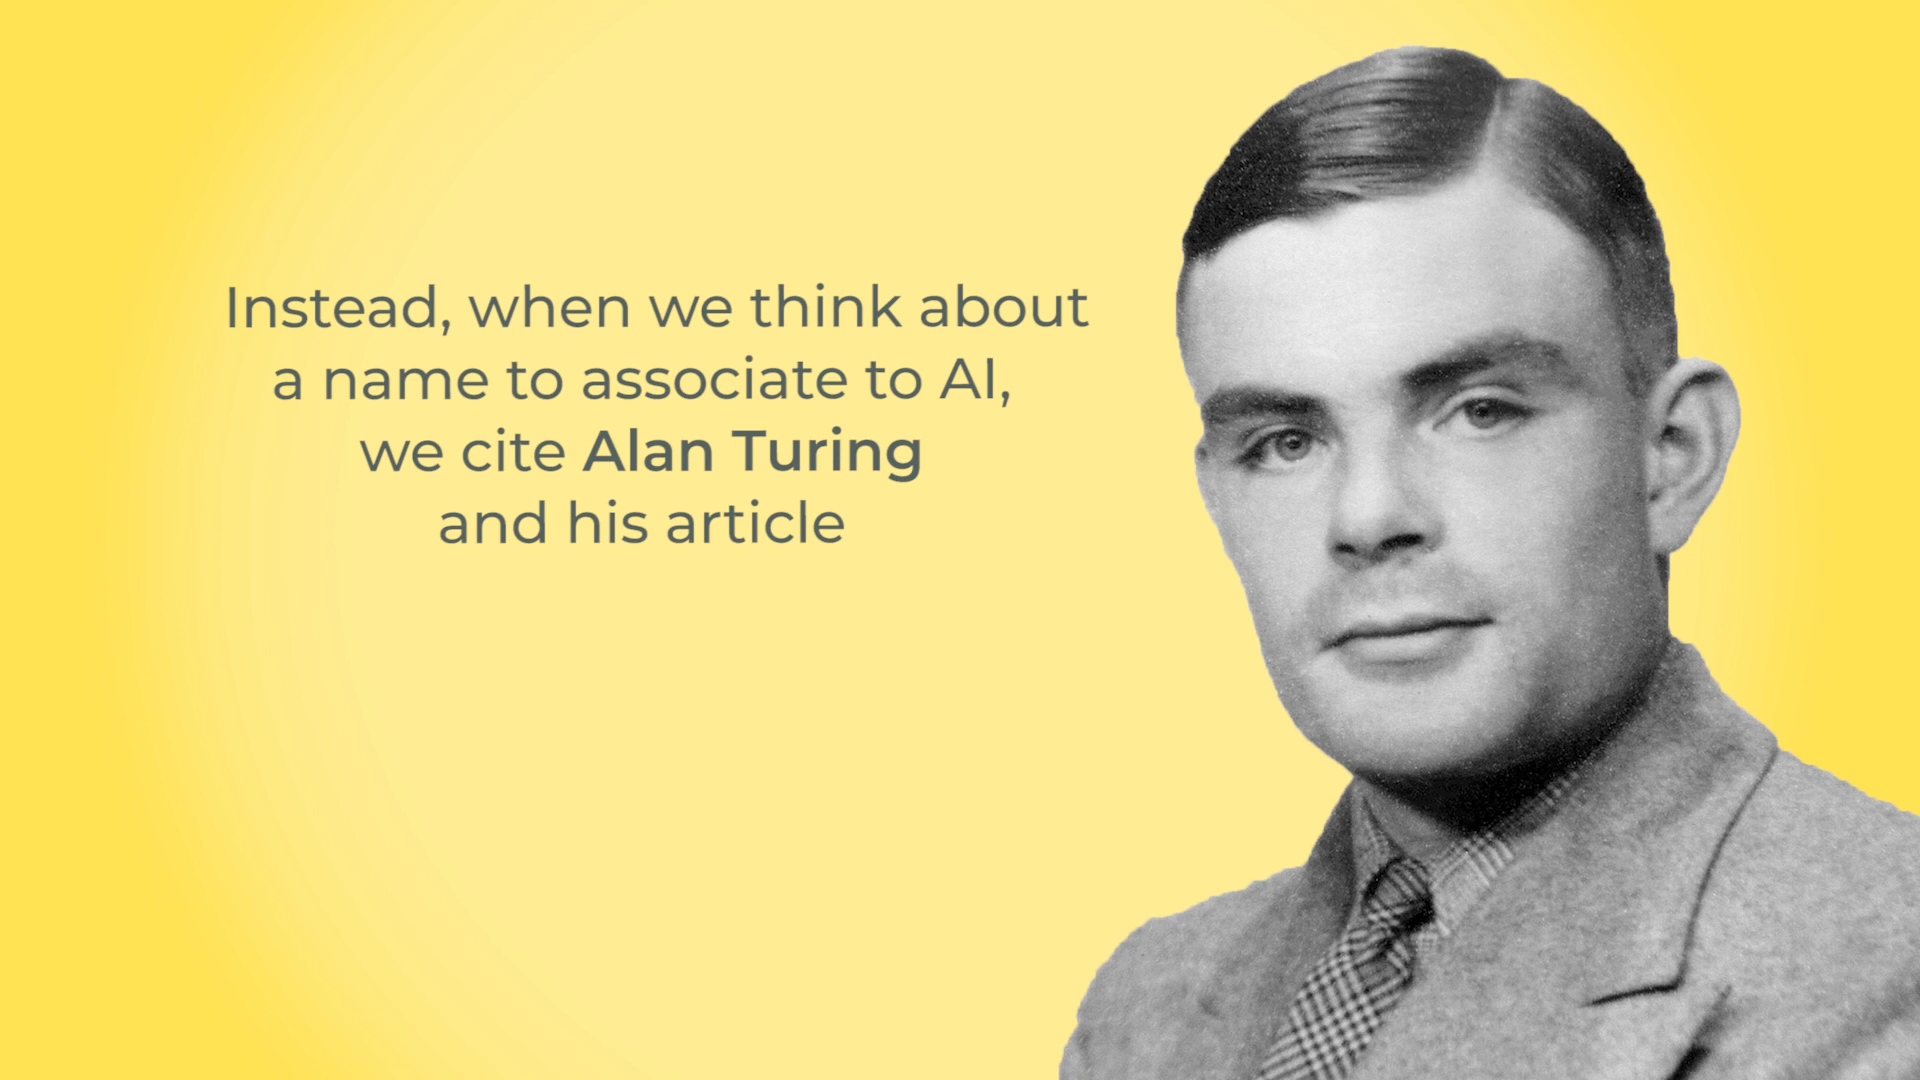 Instead, when we think about
a name to associate to AI,
we cite Alan Turing
and his article